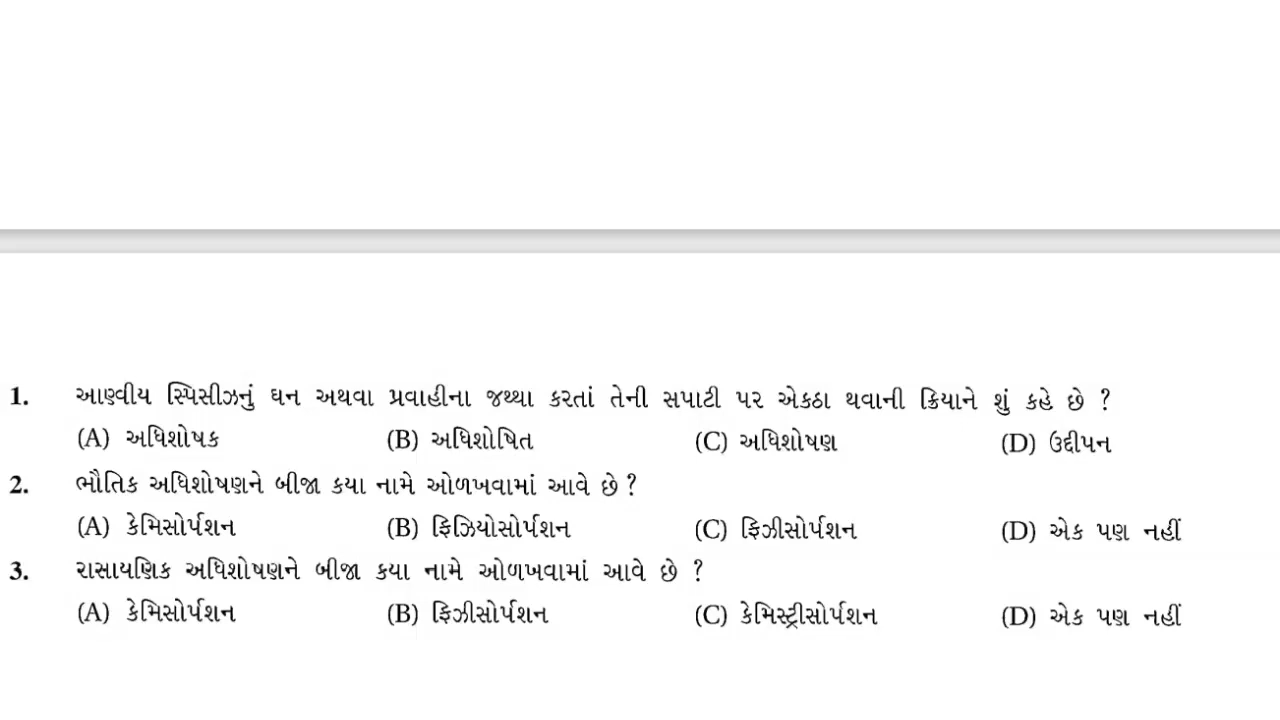 1. આણ્વીય સ્પિસીઝનું ઘન અથવા પ્રવાહીના જથ્થા કરતાં તેની સપાટી પર એકઠા થવાની ક્રિયાને શું કહે છે ?
(A) અધિશોષક (B) અધિશોષિત (C) અધિશોષણ (D) ઉદ્દીપન
2. ભૌતિક અધિશોષણને બીજા કયા નામે ઓળખવામાં આવે છે ?
(A) કેમિસોર્પશન (B) ફિઝિયોસોર્પશન (C) ફિઝીસોર્પશન (D) એક પણ નહીં
3. રાસાયણિક અધિશોષણને બીજા કયા નામે ઓળખવામાં આવે છે ?
(A) કેમિસોર્પશન (B) ફિઝીસોર્પશન (C) કેમિસ્ટ્રીસોર્પશન (D) એક પણ નહીં